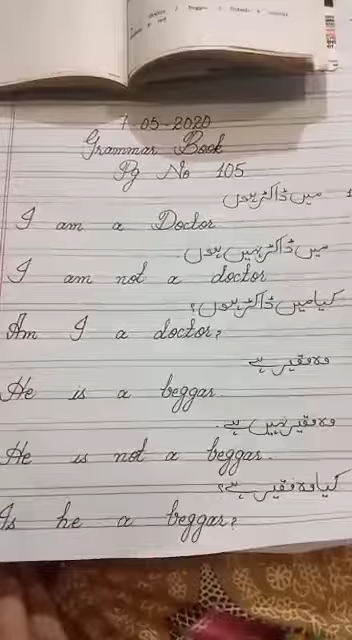 7-05-2020
Grammar Book
Pg No 105
میں ڈاکٹر ہوں
I am a Doctor
میں ڈاکٹر نہیں ہوں.
I am not a doctor
کیا میں ڈاکٹر ہوں؟
Am I a doctor?
وہ فقیر ہے
He is a beggar.
وہ فقیر نہیں ہے.
He is not a beggar.
کیا وہ فقیر ہے؟
Is he a beggar?